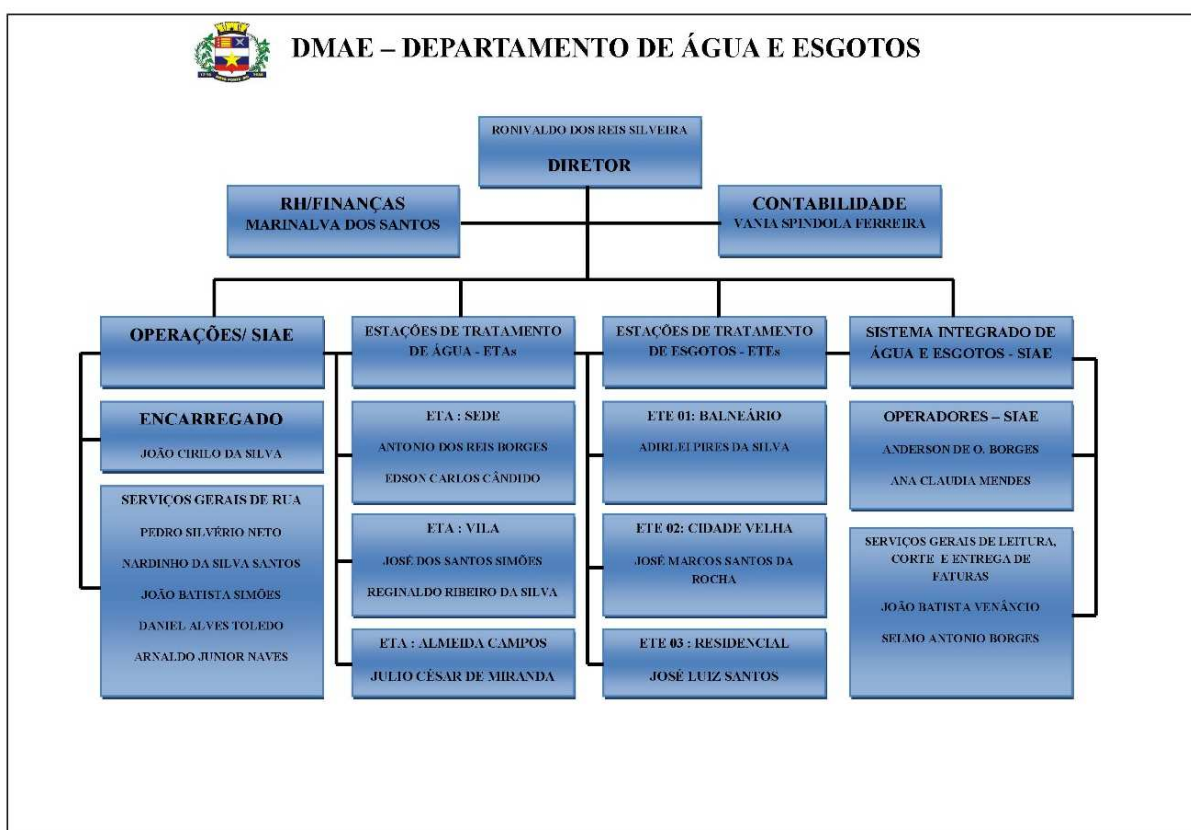 DMAE – DEPARTAMENTO DE ÁGUA E ESGOTOS
RONIVALDO DOS REIS SILVEIRA
DIRETOR
RH/FINANÇAS
MARINALVA DOS SANTOS
CONTABILIDADE
VANIA SPINDOLA FERREIRA
OPERAÇÕES/ SIAE
ENCARREGADO
JOÃO CIRILO DA SILVA
SERVIÇOS GERAIS DE RUA
PEDRO SILVÉRIO NETO
NARDINHO DA SILVA SANTOS
JOÃO BATISTA SIMÕES
DANIEL ALVES TOLEDO
ARNALDO JUNIOR NAVES
ESTAÇÕES DE TRATAMENTO
DE ÁGUA - ETAs
ETA : SEDE
ANTONIO DOS REIS BORGES
EDSON CARLOS CÂNDIDO
ETA : VILA
JOSÉ DOS SANTOS SIMÕES
REGINALDO RIBEIRO DA SILVA
ETA : ALMEIDA CAMPOS
JULIO CÉSAR DE MIRANDA
ESTAÇÕES DE TRATAMENTO
DE ESGOTOS - ETEs
ETE 01: BALNEÁRIO
ADIRLEI PIRES DA SILVA
ETE 02: CIDADE VELHA
JOSÉ MARCOS SANTOS DA
ROCHA
ETE 03 : RESIDENCIAL
JOSÉ LUIZ SANTOS
SISTEMA INTEGRADO DE
ÁGUA E ESGOTOS - SIAE
OPERADORES – SIAE
ANDERSON DE O. BORGES
ANA CLAUDIA MENDES
SERVIÇOS GERAIS DE LEITURA,
CORTE E ENTREGA DE
FATURAS
JOÃO BATISTA VENÂNCIO
SELMO ANTONIO BORGES